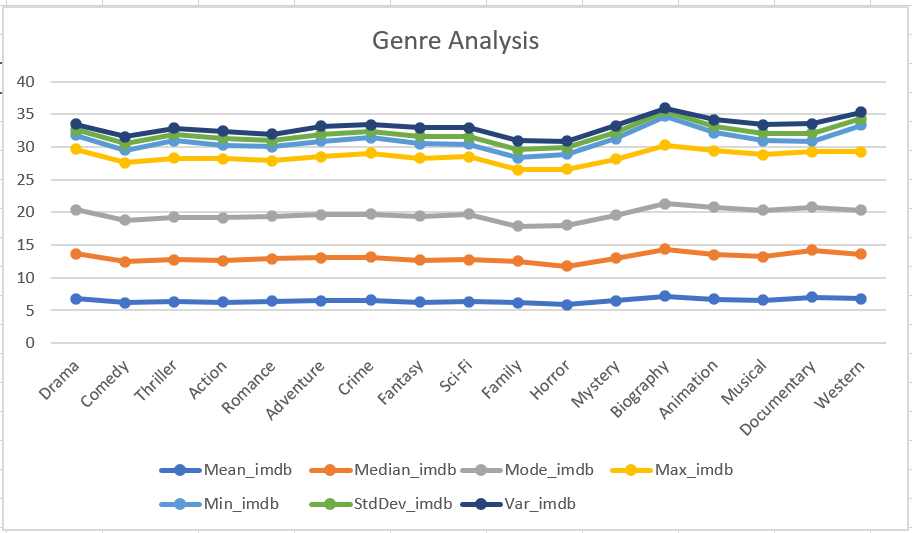 Genre Analysis
40
35
30
25
20
15
10
5
0
Drama
Comedy
Thriller
Action
Romance
Adventure
Crime
Fantasy
Sci-Fi
Family
Horror
Mystery
Biography
Animation
Musical
Documentary
Western
Mean_imdb Median_imdb Mode_imdb Max_imdb
Min_imdb StdDev_imdb Var_imdb